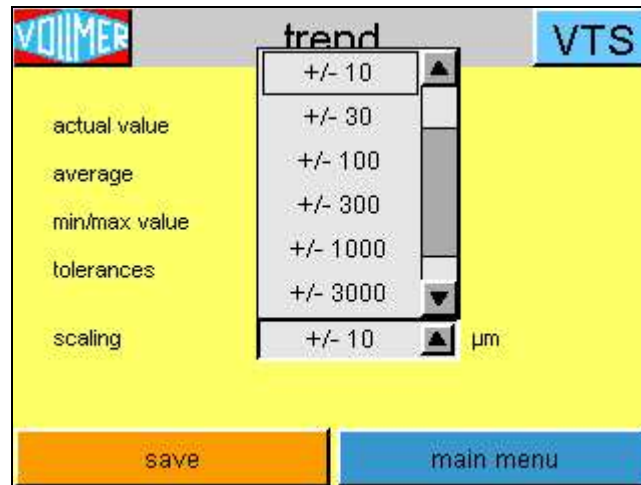 VOLLMER
trend
VTS
+/- 10
+/- 30
actual value
+/- 100
average
+/- 300
min/max value
+/- 1000
tolerances
+/- 3000
scaling +/- 10 µm
save main menu